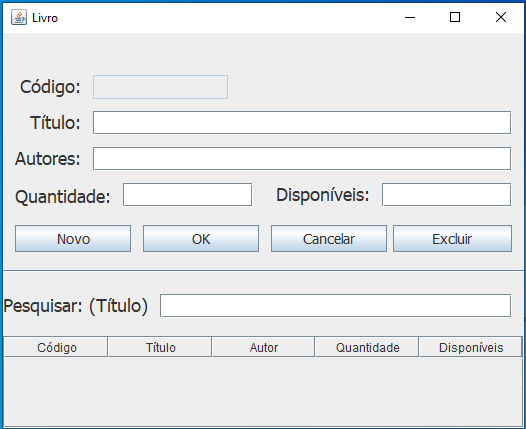 Livro
Código:
Título:
Autores:
Quantidade: Disponíveis:
Novo OK Cancelar Excluir
Pesquisar: (Título)
Código Título Autor Quantidade Disponíveis